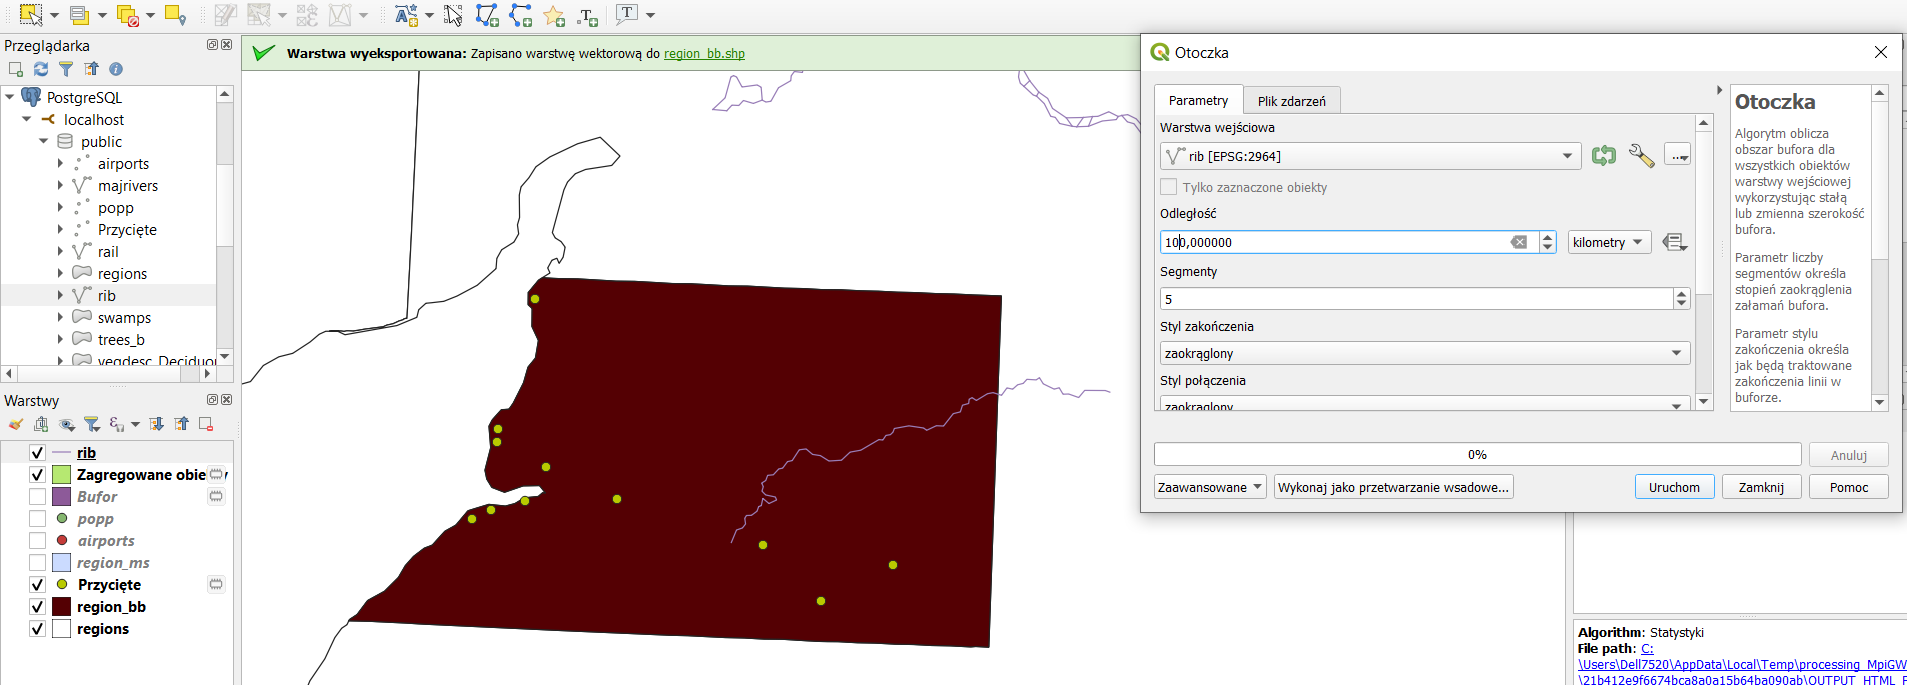 Przeglądarka
PostgreSQL
localhost
public
airports
majrivers
popp
Przycięte
rail
regions
rib
swamps
trees_b
vegdesc_Deciduo
Warstwy
rib
Zagregowane obie
Bufor
popp
airports
region_ms
Przycięte
region_bb
regions
Warstwa wyeksportowana: Zapisano warstwę wektorową do region_bb.shp
Otoczka
Parametry
Plik zdarzeń
Warstwa wejściowa
rib [EPSG:2964]
Tylko zaznaczone obiekty
Odległość
100,000000
kilometry
Segmenty
5
Styl zakończenia
zaokrąglony
Styl połączenia
zaokrąglony
0%
Anuluj
Zaawansowane
Wykonaj jako przetwarzanie wsadowe...
Uruchom
Zamknij
Pomoc
Otoczka
Algorytm oblicza
obszar bufora dla
wszystkich obiektów
warstwy wejściowej
wykorzystując stałą
lub zmienna szerokość
bufora.
Parametr liczby
segmentów określa
stopień zaokrąglenia
załamań bufora.
Parametr stylu
zakończenia określa
jak będą traktowane
zakończenia linii w
buforze.
Algorithm: Statystyki
File path: C:
\Users\Dell7520\AppData\Local\Temp\processing_MpiGW
\21b412e9f6674bca8a0a15b64ba090ab\OUTPUT_HTML_F